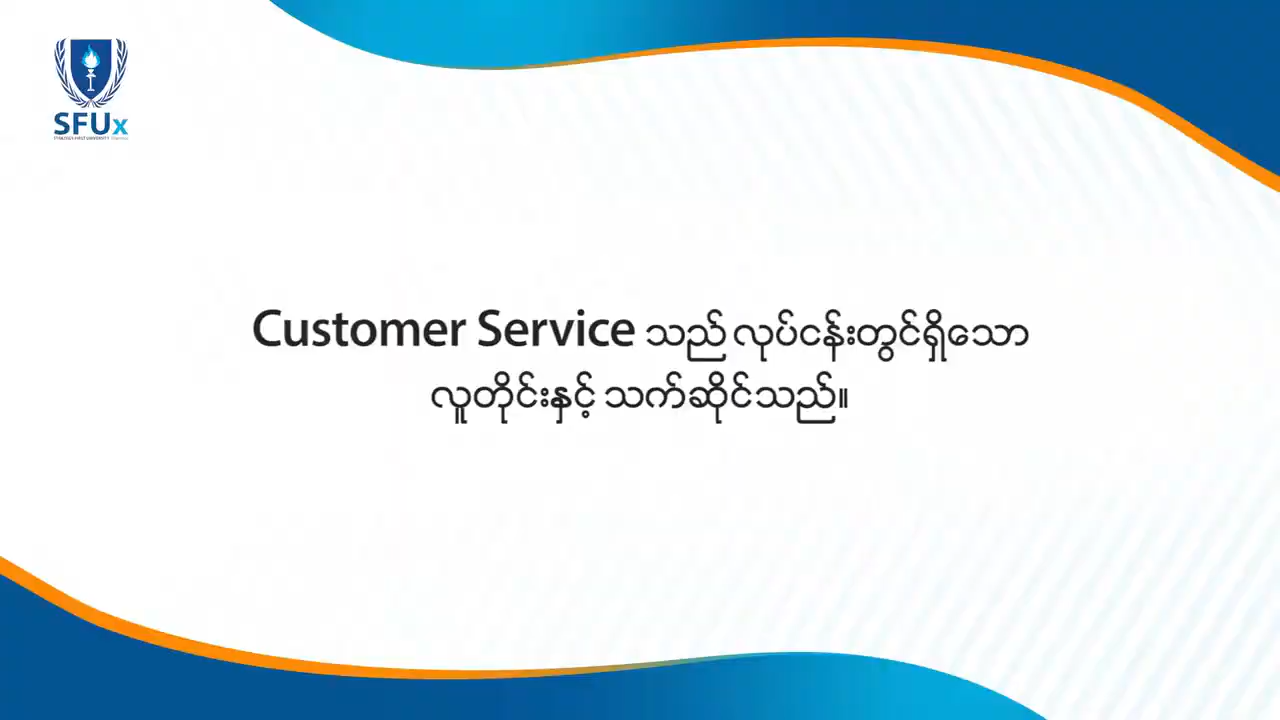 SFUx
Customer Service သည် လုပ်ငန်းတွင်ရှိသော
လူတိုင်းနှင့် သက်ဆိုင်သည်။